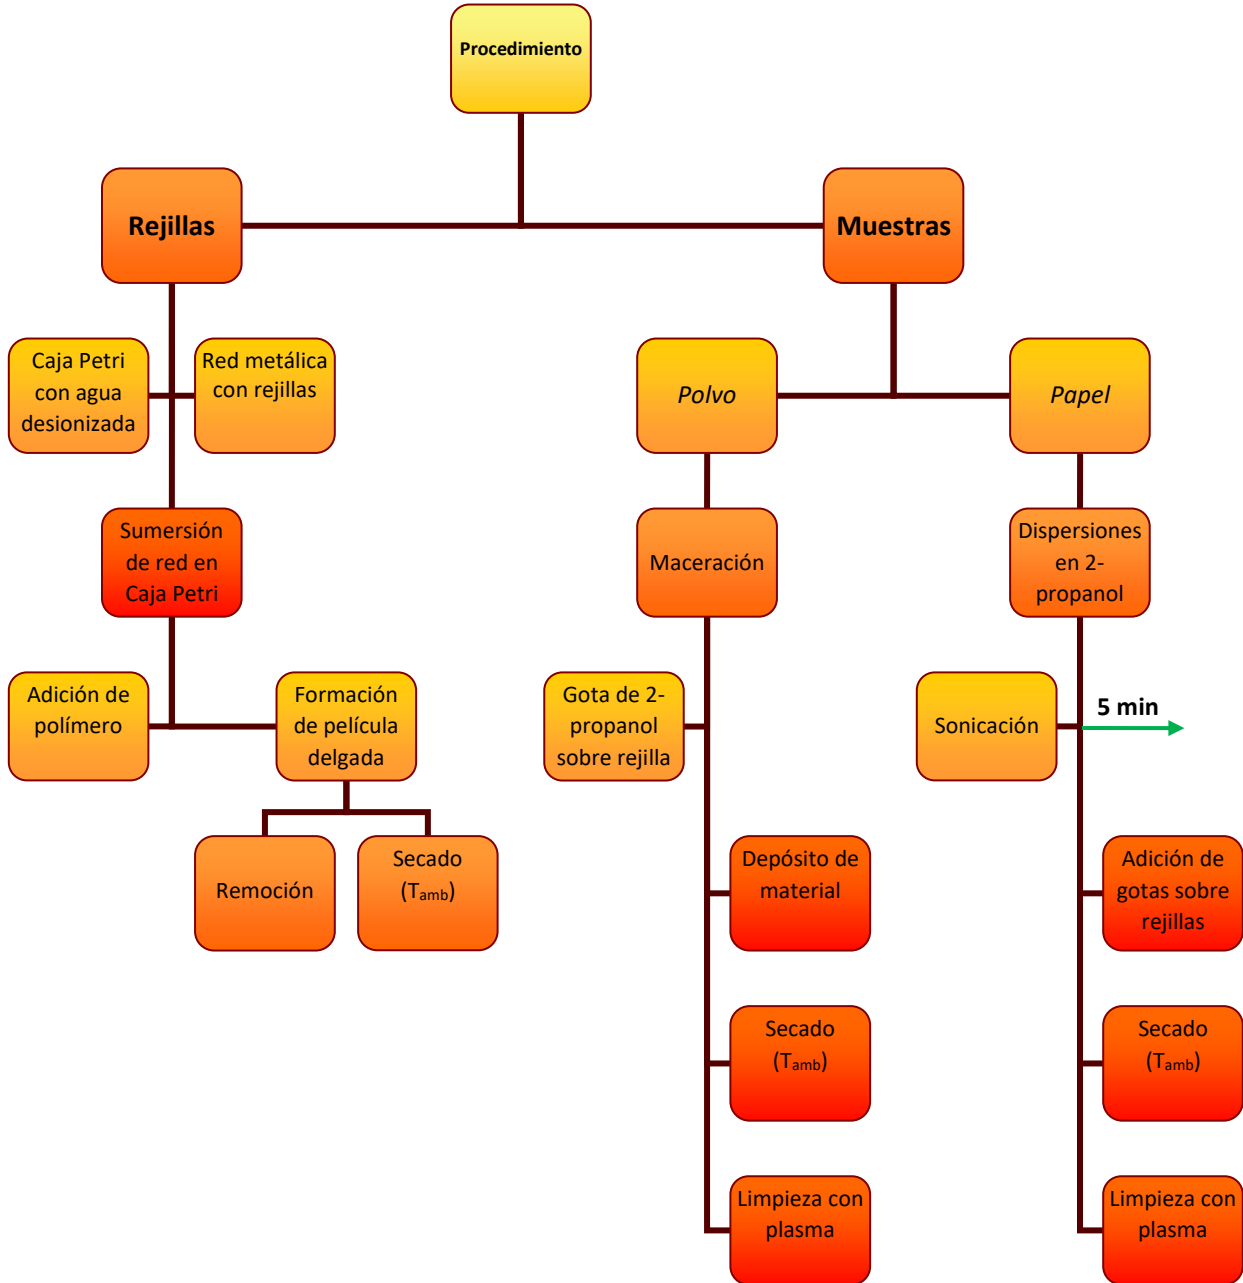 Procedimiento
Rejillas
Muestras
Caja Petri
con agua
desionizada
Red metálica
con rejillas
Polvo
Papel
Sumersión
de red en
Caja Petri
Maceración
Dispersiones
en 2-
propanol
Adición de
polímero
Formación
de película
delgada
Gota de 2-
propanol
sobre rejilla
Sonicación
5 min
Remoción
Secado
(Tamb)
Depósito de
material
Adición de
gotas sobre
rejillas
Secado
(Tamb)
Secado
(Tamb)
Limpieza con
plasma
Limpieza con
plasma